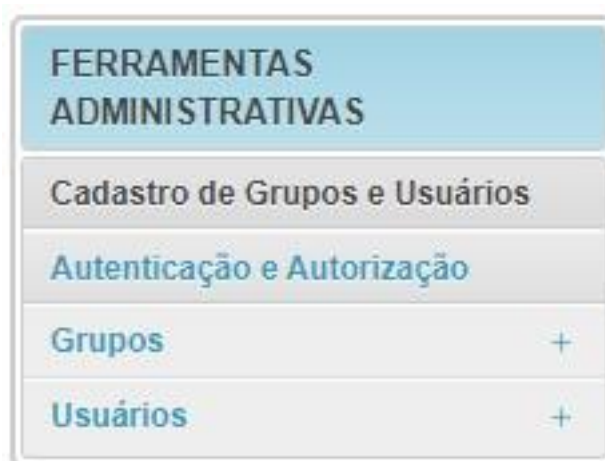 FERRAMENTAS
ADMINISTRATIVAS
Cadastro de Grupos e Usuários
Autenticação e Autorização
Grupos +
Usuários +